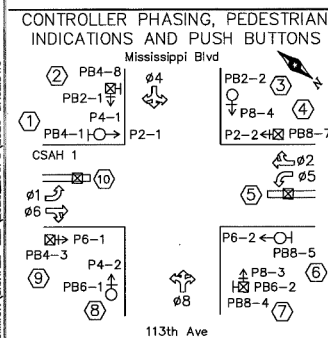 CONTROLLER PHASING, PEDESTRIAN
INDICATIONS AND PUSH BUTTONS
Mississippi Blvd
2 PB4-8 ø4 PB2-2 3
N
PB2-1 4
1 P4-1 P8-4
PB4-1 P2-1 P2-2 PB8-7
CSAH 1
ø2
10 ø5
ø1 5
ø6
P6-1 P6-2
PB4-3 PB8-5
P4-2 P8-3 6
9 PB6-1 PB6-2
8 ø8 PB8-4 7
113th Ave